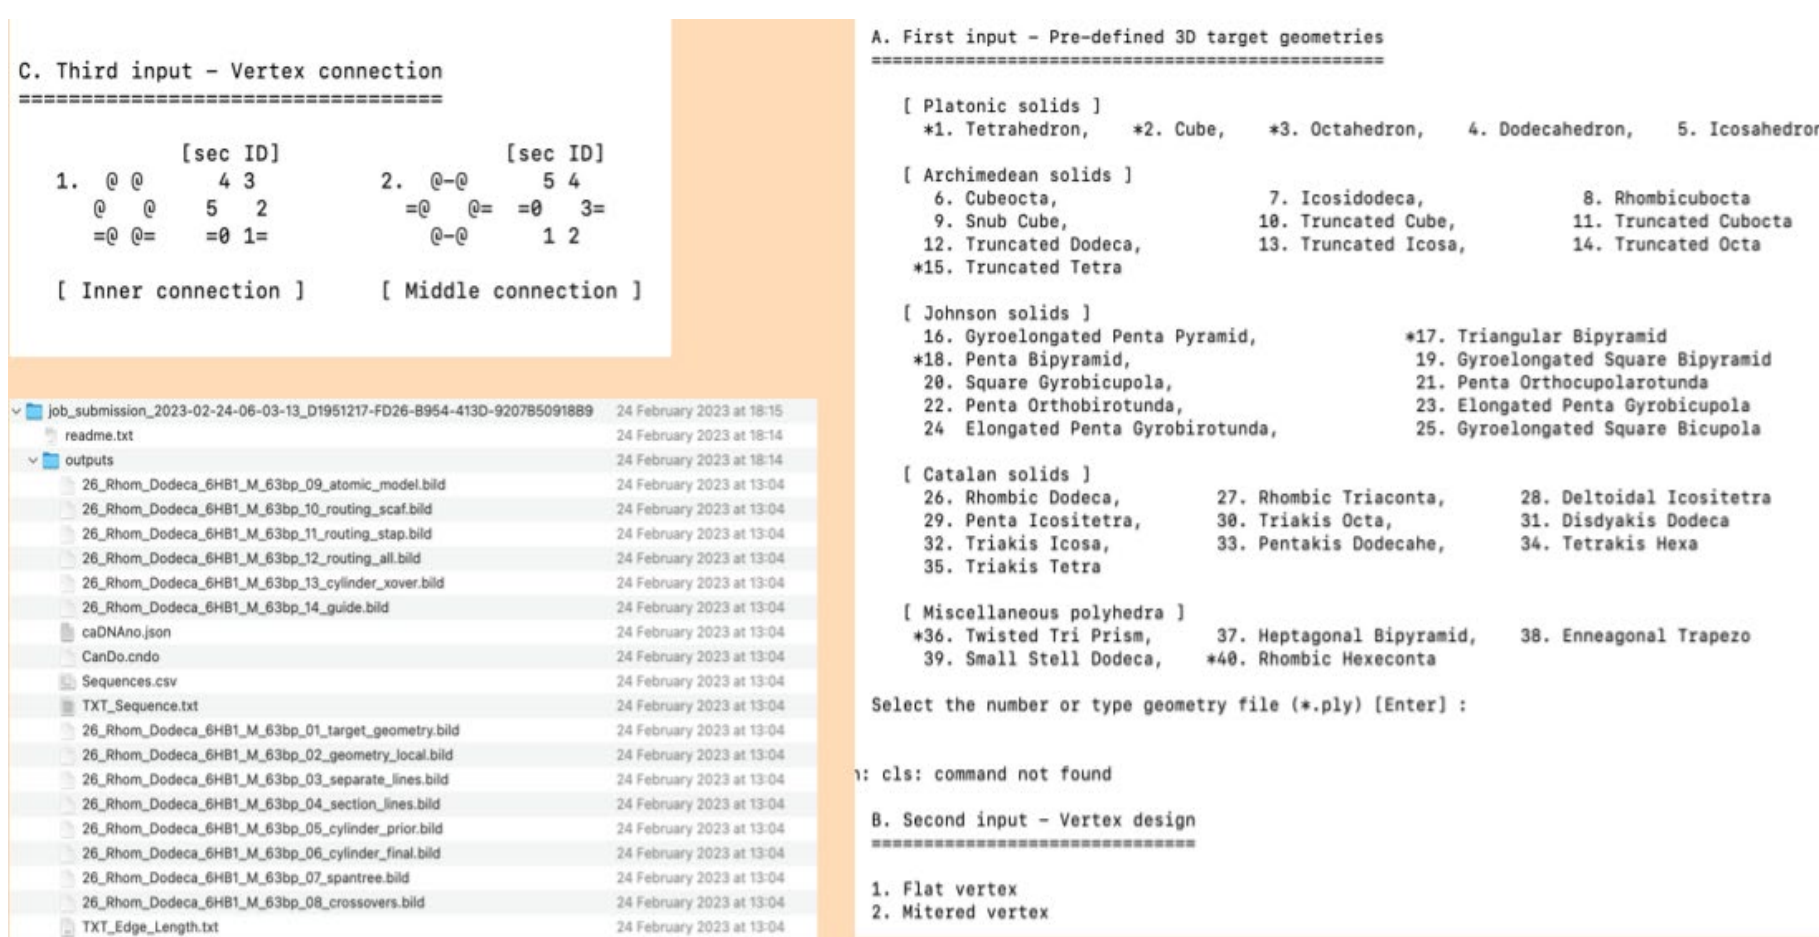 C. Third input – Vertex connection
==================================
[sec ID] [sec ID]
1. @ @ 4 3 2. @-@ 5 4
@ @ 5 2 =@ @= =0 3=
=@ @= =0 1= @-@ 1 2
[ Inner connection ] [ Middle connection ]
job_submission_2023-02-24-06-03-13_D1951217-FD26-B954-413D-9207B50918B9 24 February 2023 at 18:15
readme.txt 24 February 2023 at 18:14
outputs 24 February 2023 at 18:14
26_Rhom_Dodeca_6HB1_M_63bp_09_atomic_model.bild 24 February 2023 at 13:04
26_Rhom_Dodeca_6HB1_M_63bp_10_routing_scaf.bild 24 February 2023 at 13:04
26_Rhom_Dodeca_6HB1_M_63bp_11_routing_stap.bild 24 February 2023 at 13:04
26_Rhom_Dodeca_6HB1_M_63bp_12_routing_all.bild 24 February 2023 at 13:04
26_Rhom_Dodeca_6HB1_M_63bp_13_cylinder_xover.bild 24 February 2023 at 13:04
26_Rhom_Dodeca_6HB1_M_63bp_14_guide.bild 24 February 2023 at 13:04
caDNAno.json 24 February 2023 at 13:04
CanDo.cndo 24 February 2023 at 13:04
Sequences.csv 24 February 2023 at 13:04
TXT_Sequence.txt 24 February 2023 at 13:04
26_Rhom_Dodeca_6HB1_M_63bp_01_target_geometry.bild 24 February 2023 at 13:04
26_Rhom_Dodeca_6HB1_M_63bp_02_geometry_local.bild 24 February 2023 at 13:04
26_Rhom_Dodeca_6HB1_M_63bp_03_separate_lines.bild 24 February 2023 at 13:04
26_Rhom_Dodeca_6HB1_M_63bp_04_section_lines.bild 24 February 2023 at 13:04
26_Rhom_Dodeca_6HB1_M_63bp_05_cylinder_prior.bild 24 February 2023 at 13:04
26_Rhom_Dodeca_6HB1_M_63bp_06_cylinder_final.bild 24 February 2023 at 13:04
26_Rhom_Dodeca_6HB1_M_63bp_07_spantree.bild 24 February 2023 at 13:04
26_Rhom_Dodeca_6HB1_M_63bp_08_crossovers.bild 24 February 2023 at 13:04
TXT_Edge_Length.txt 24 February 2023 at 13:04
A. First input – Pre-defined 3D target geometries
=================================================
[ Platonic solids ]
*1. Tetrahedron, *2. Cube, *3. Octahedron, 4. Dodecahedron, 5. Icosahedron
[ Archimedean solids ]
6. Cubeocta, 7. Icosidodeca, 8. Rhombicubocta
9. Snub Cube, 10. Truncated Cube, 11. Truncated Cubocta
12. Truncated Dodeca, 13. Truncated Icosa, 14. Truncated Octa
*15. Truncated Tetra
[ Johnson solids ]
16. Gyroelongated Penta Pyramid, *17. Triangular Bipyramid
*18. Penta Bipyramid, 19. Gyroelongated Square Bipyramid
20. Square Gyrobicupola, 21. Penta Orthocupolarotunda
22. Penta Orthobirotunda, 23. Elongated Penta Gyrobicupola
24 Elongated Penta Gyrobirotunda, 25. Gyroelongated Square Bicupola
[ Catalan solids ]
26. Rhombic Dodeca, 27. Rhombic Triaconta, 28. Deltoidal Icositetra
29. Penta Icositetra, 30. Triakis Octa, 31. Disdyakis Dodeca
32. Triakis Icosa, 33. Pentakis Dodecahe, 34. Tetrakis Hexa
35. Triakis Tetra
[ Miscellaneous polyhedra ]
*36. Twisted Tri Prism, 37. Heptagonal Bipyramid, 38. Enneagonal Trapezo
39. Small Stell Dodeca, *40. Rhombic Hexeconta
Select the number or type geometry file (*.ply) [Enter] :
: cls: command not found
B. Second input – Vertex design
===============================
1. Flat vertex
2. Mitered vertex